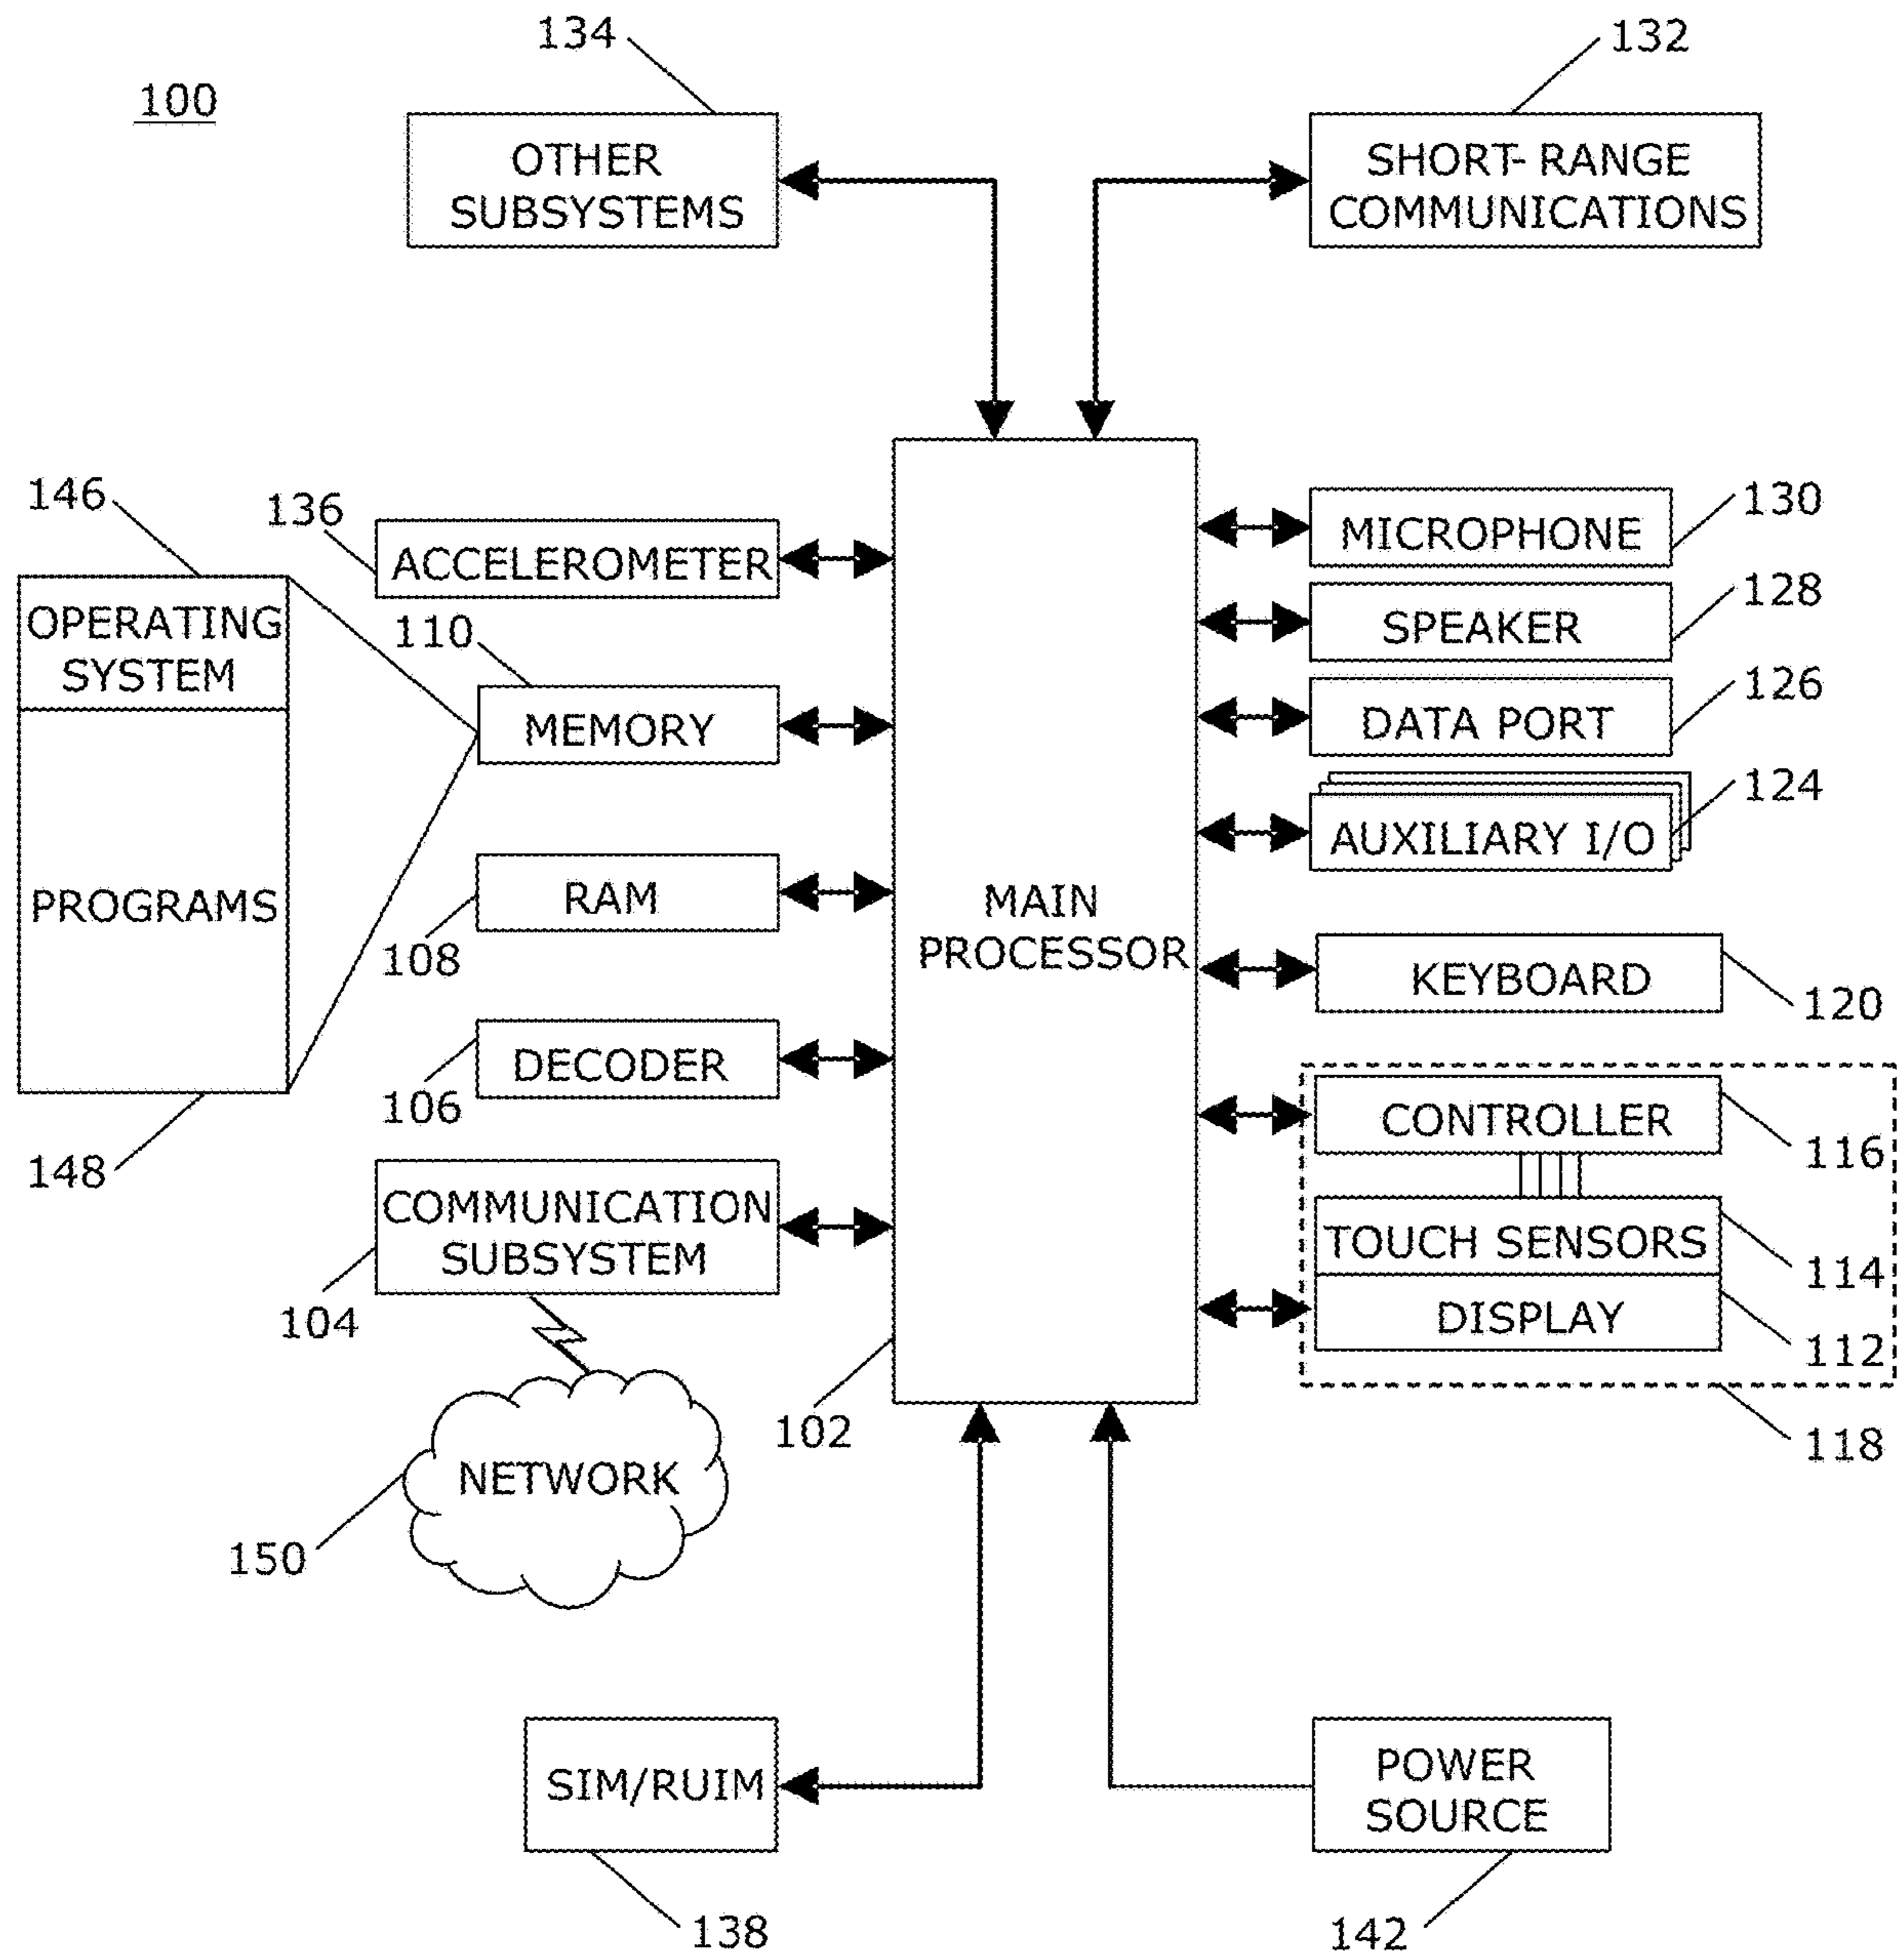 134
132
100
OTHER
SUBSYSTEMS
SHORT-RANGE
COMMUNICATIONS
146
136
ACCELEROMETER
MICROPHONE
130
OPERATING
SYSTEM
110
SPEAKER
128
MEMORY
DATA PORT
126
AUXILIARY I/O
124
PROGRAMS
RAM
108
MAIN
PROCESSOR
KEYBOARD
120
DECODER
106
CONTROLLER
116
148
COMMUNICATION
SUBSYSTEM
104
TOUCH SENSORS
114
DISPLAY
112
102
118
NETWORK
150
SIM/RUIM
POWER
SOURCE
138
142